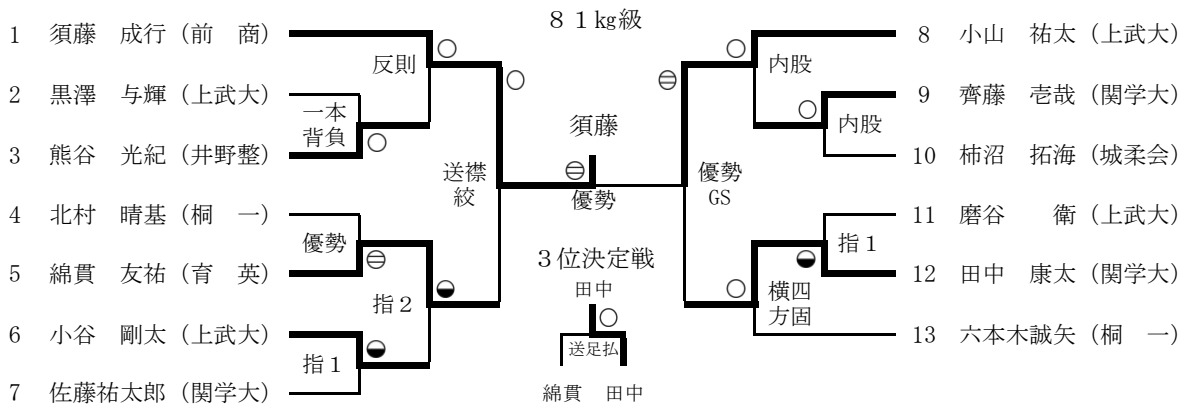 ８１㎏級
1 須藤　成行（前　商）
反則
2 黒澤　与輝（上武大）
一本
背負
3 熊谷　光紀（井野整）
送襟
絞
4 北村　晴基（桐　一）
優勢
5 綿貫　友祐（育　英）
指２
6 小谷　剛太（上武大）
指１
7 佐藤祐太郎（関学大）
須藤
優勢
３位決定戦
田中
送足払
綿貫　田中
8 小山　祐太（上武大）
内股
9 齊藤　壱哉（関学大）
内股
10 柿沼　拓海（城柔会）
優勢
GS
11 磨谷　　衛（上武大）
指１
12 田中　康太（関学大）
横四
方固
13 六本木誠矢（桐　一）